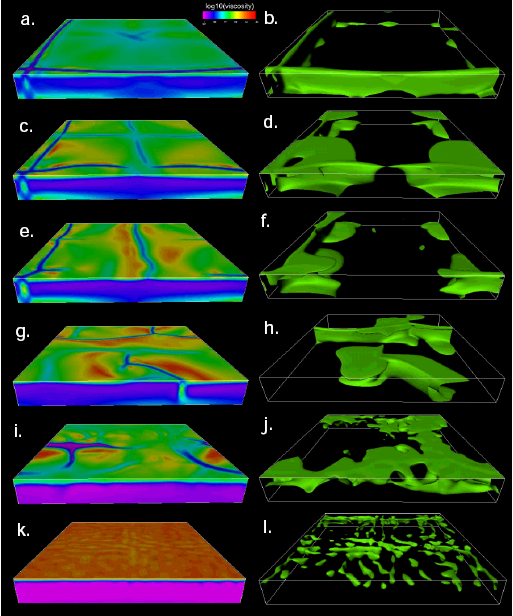 log10(viscosity)
a.
b.
c.
d.
e.
f.
g.
h.
i.
j.
k.
l.